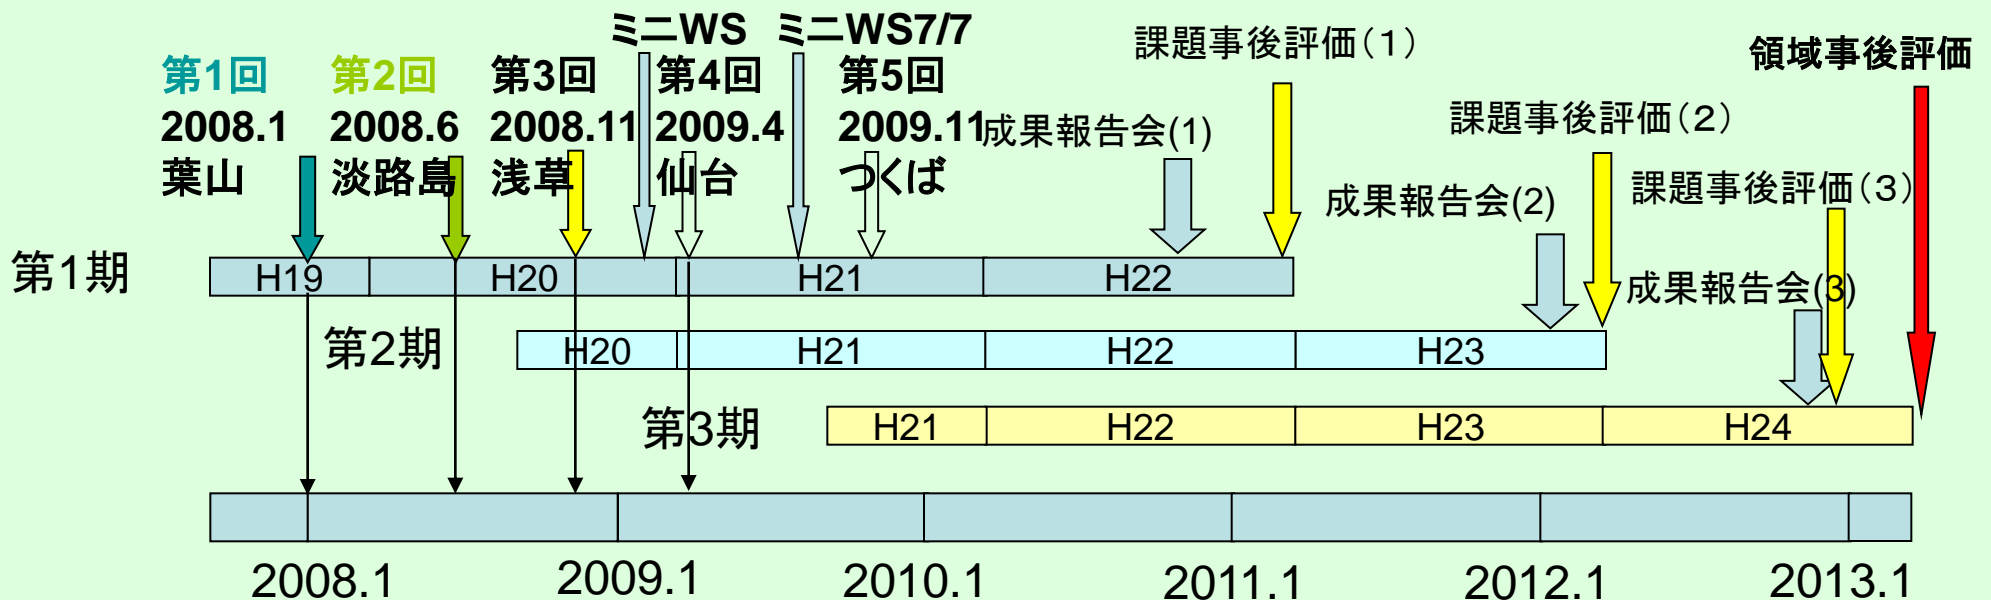 ミニWS ミニWS7/7
課題事後評価（1）
領域事後評価
第1回 第2回 第3回 第4回 第5回
2008.1 2008.6 2008.11 2009.4 2009.11
成果報告会(1)
課題事後評価（2）
葉山 淡路島 浅草 仙台 つくば
成果報告会(2)
課題事後評価（3）
第1期
H19 H20 H21 H22
成果報告会(3)
第2期
H20 H21 H22 H23
第3期
H21 H22 H23 H24
2008.1 2009.1 2010.1 2011.1 2012.1 2013.1